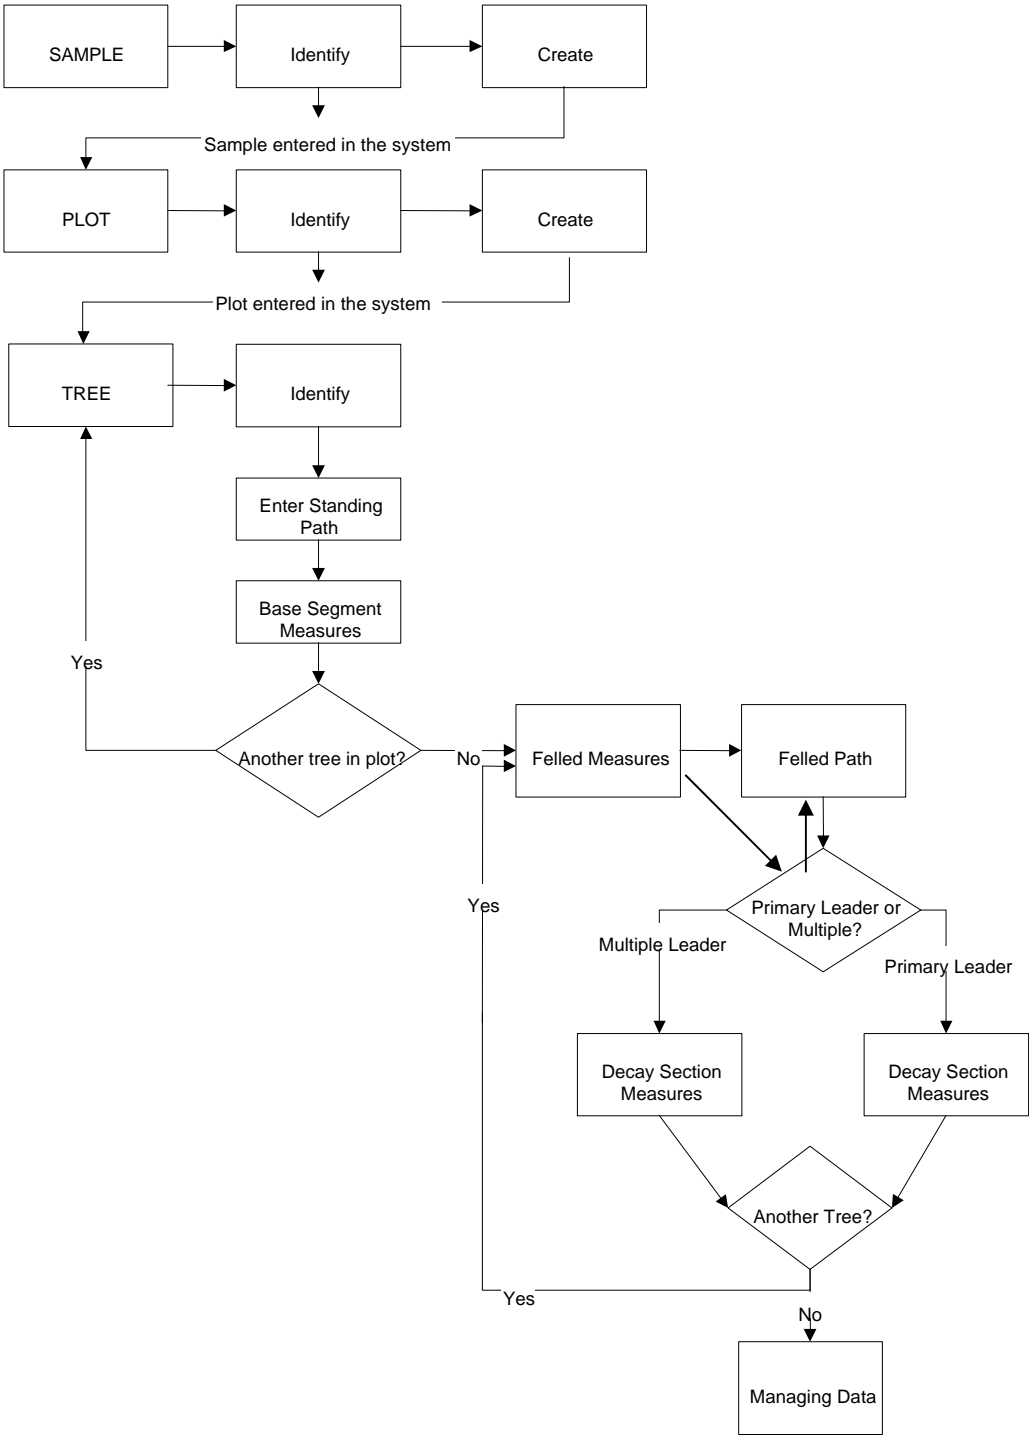 SAMPLE
Identify
Create
Sample entered in the system
PLOT
Identify
Create
Plot entered in the system
TREE
Identify
Enter Standing
Path
Base Segment
Measures
Yes
Another tree in plot?
No
Felled Measures
Felled Path
Yes
Primary Leader or
Multiple?
Multiple Leader
Primary Leader
Decay Section
Measures
Decay Section
Measures
Another Tree?
Yes
No
Managing Data